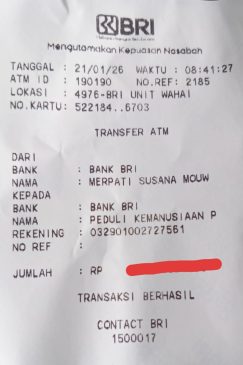 BRI
Mengutamakan Kepuasan Nasabah
TANGGAL : 21/01/26 WAKTU : 08:41:27
ATM ID : 190190 NO.REF: 2185
LOKASI : 4976-BRI UNIT WAHAI
NO.KARTU: 522184..6703
TRANSFER ATM
DARI
BANK : BANK BRI
NAMA : MERPATI SUSANA MOUW
KEPADA
BANK : BANK BRI
NAMA : PEDULI KEMANUSIAAN P
REKENING : 032901002727561
NO REF :
JUMLAH : RP
TRANSAKSI BERHASIL
CONTACT BRI
1500017